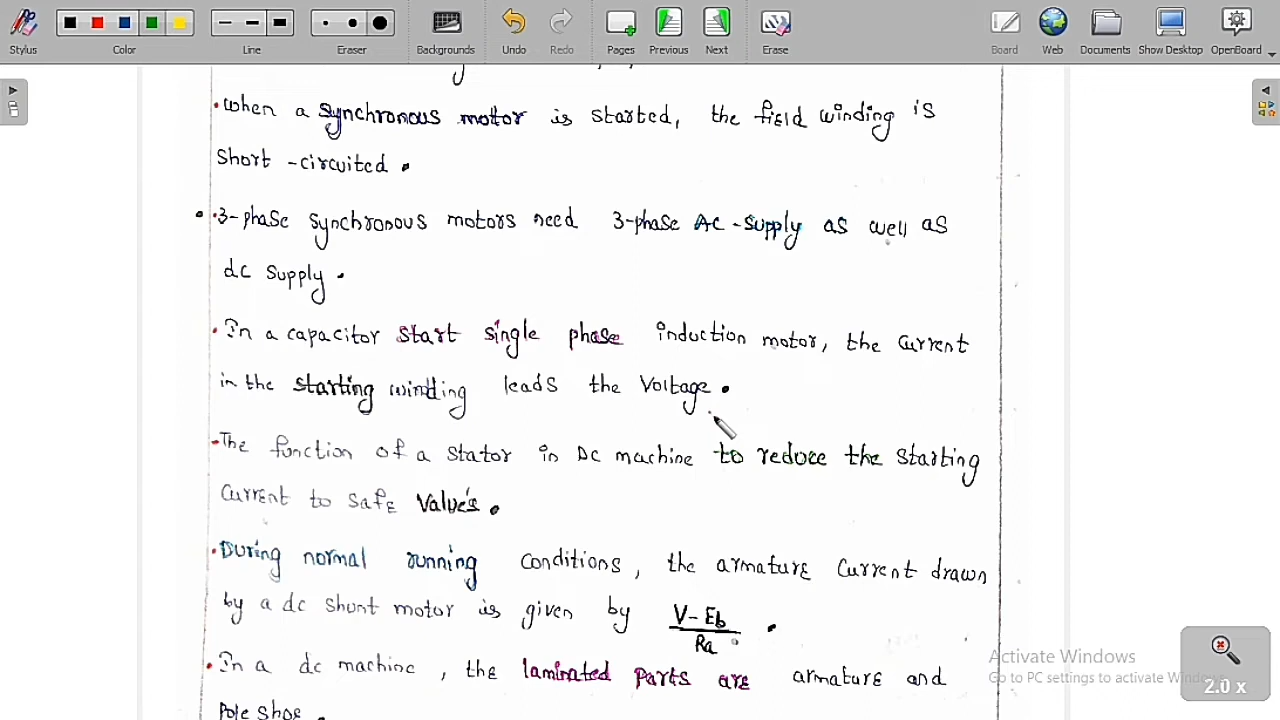 Stylus Color Line Eraser Backgrounds Undo Redo Pages Previous Next Erase Board Web Documents Show Desktop OpenBoard
• When a synchronous motor is started, the field winding is
short-circuited.
• 3-phase synchronous motors need 3-phase AC-supply as well as
dc supply.
• In a capacitor start single phase induction motor, the current
in the starting winding leads the voltage.
• The function of a stator in DC machine to reduce the starting
current to safe value's.
• During normal running conditions, the armature current drawn
by a dc shunt motor is given by V-Eb
Ra
• In a dc machine, the laminated parts are armature and
Pole shoe.
Activate Windows
Go to PC settings to activate Windows
2.0 x